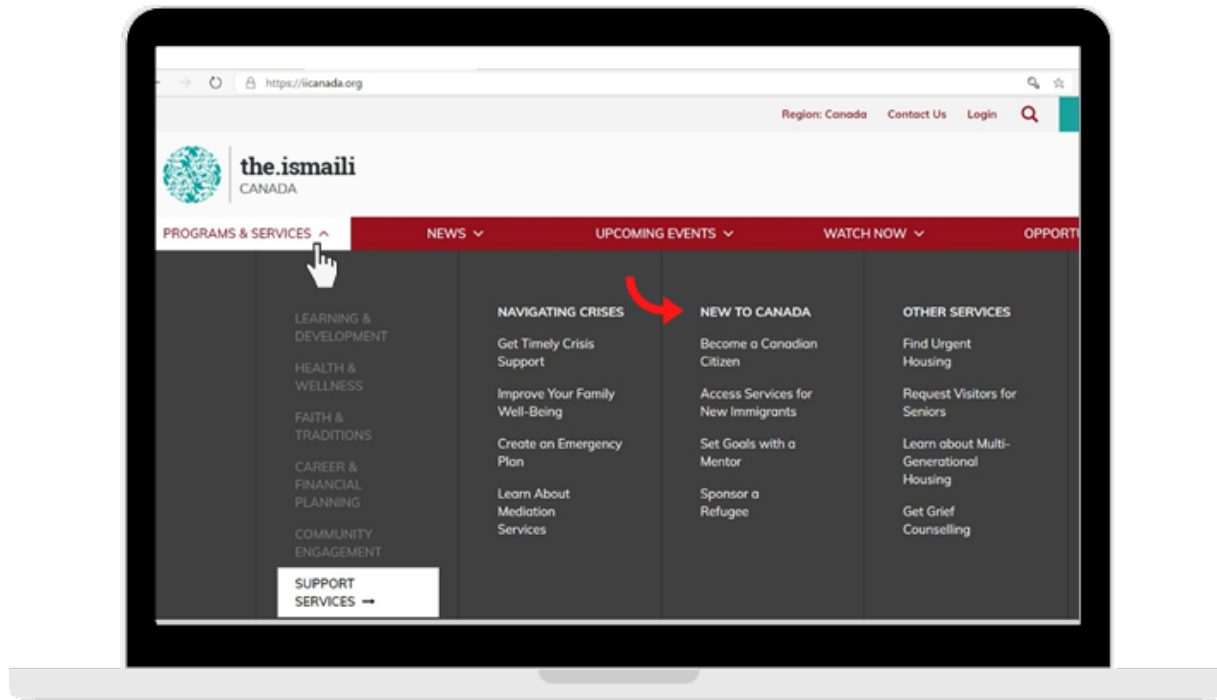 https://iicanada.org
Region: Canada Contact Us Login
the.ismaili
CANADA
PROGRAMS & SERVICES NEWS UPCOMING EVENTS WATCH NOW OPPORTU
LEARNING &
DEVELOPMENT
HEALTH &
WELLNESS
FAITH &
TRADITIONS
CAREER &
FINANCIAL
PLANNING
COMMUNITY
ENGAGEMENT
SUPPORT
SERVICES →
NAVIGATING CRISES
Get Timely Crisis
Support
Improve Your Family
Well-Being
Create an Emergency
Plan
Learn About
Mediation
Services
NEW TO CANADA
Become a Canadian
Citizen
Access Services for
New Immigrants
Set Goals with a
Mentor
Sponsor a
Refugee
OTHER SERVICES
Find Urgent
Housing
Request Visitors for
Seniors
Learn about Multi-
Generational
Housing
Get Grief
Counselling